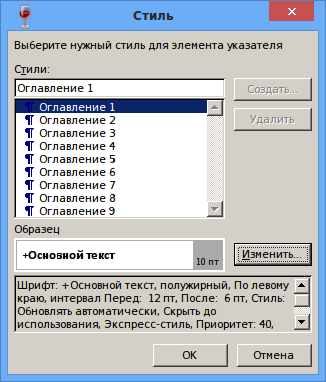 Стиль
Выберите нужный стиль для элемента указателя
Стили:
Оглавление 1
Создать...
Оглавление 1
Оглавление 2
Удалить
Оглавление 3
Оглавление 4
Оглавление 5
Оглавление 6
Оглавление 7
Оглавление 8
Оглавление 9
Образец
+Основной текст
10 пт
Изменить...
Шрифт: +Основной текст, полужирный, По левому
краю, интервал Перед: 12 пт, После: 6 пт, Стиль:
Обновлять автоматически, Скрыть до
использования, Экспресс-стиль, Приоритет: 40,
OK
Отмена